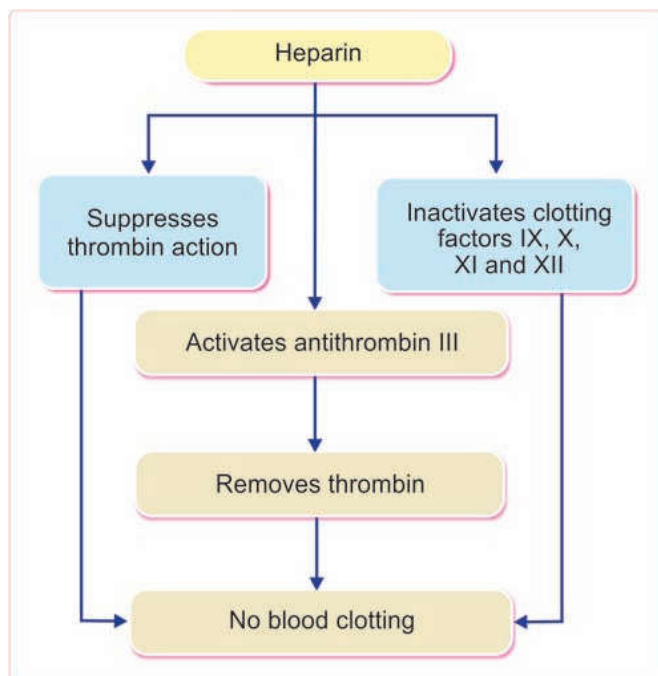 Heparin
Suppresses
thrombin action
Inactivates clotting
factors IX, X,
XI and XII
Activates antithrombin III
Removes thrombin
No blood clotting